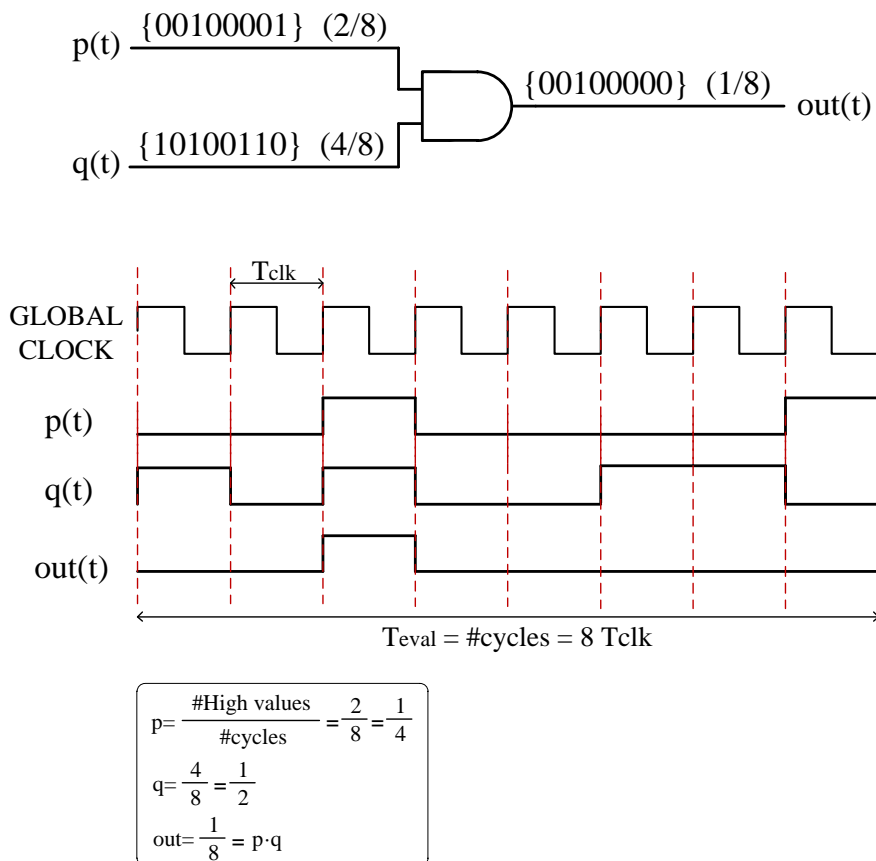 {00100001} (2/8)
p(t)
{00100000} (1/8)
out(t)
{10100110} (4/8)
q(t)
Tclk
GLOBAL
CLOCK
p(t)
q(t)
out(t)
Teval = #cycles = 8 Tclk
p= #High values / #cycles = 2/8 = 1/4
q= 4/8 = 1/2
out= 1/8 = p·q